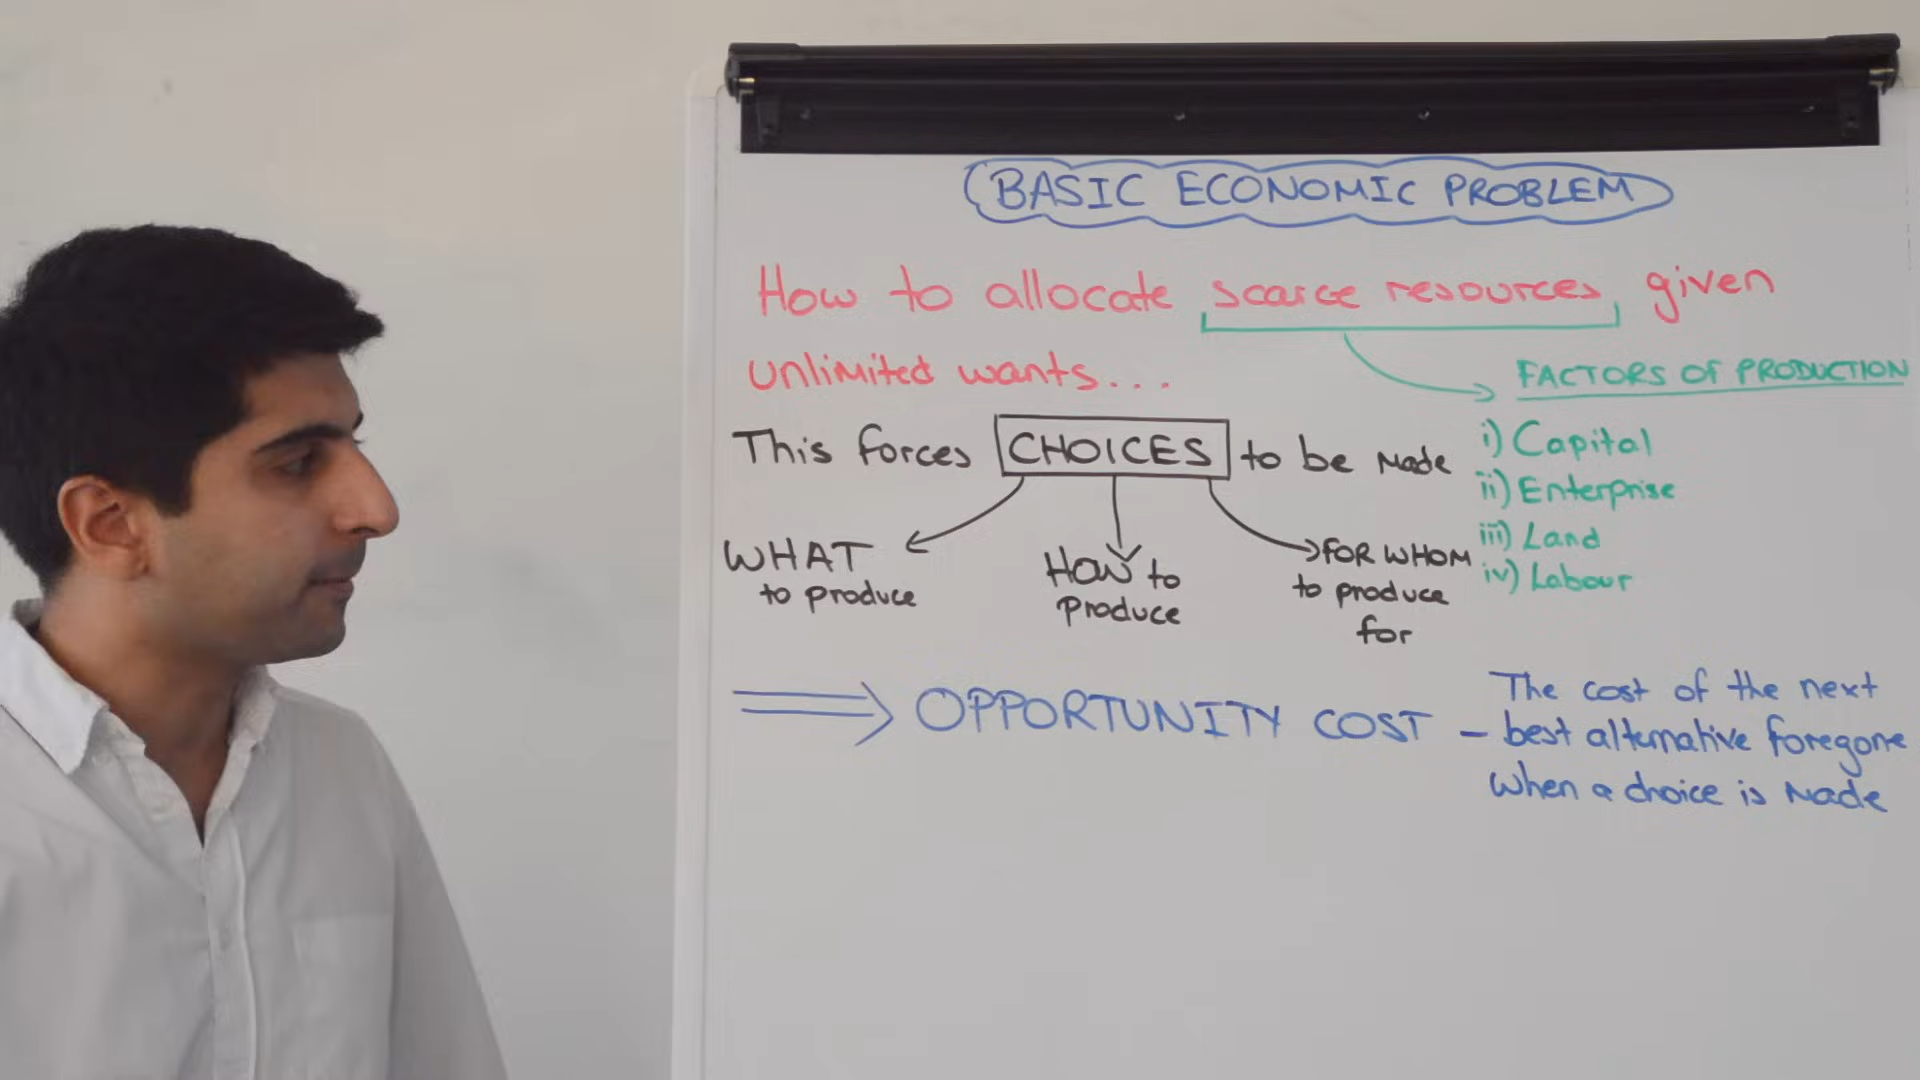 BASIC ECONOMIC PROBLEM
How to allocate scarce resources given
unlimited wants...
FACTORS OF PRODUCTION
i) Capital
ii) Enterprise
iii) Land
iv) Labour
This forces CHOICES to be made
WHAT
to produce
How to
produce
FOR WHOM
to produce
for
OPPORTUNITY COST -
The cost of the next
best alternative foregone
when a choice is made